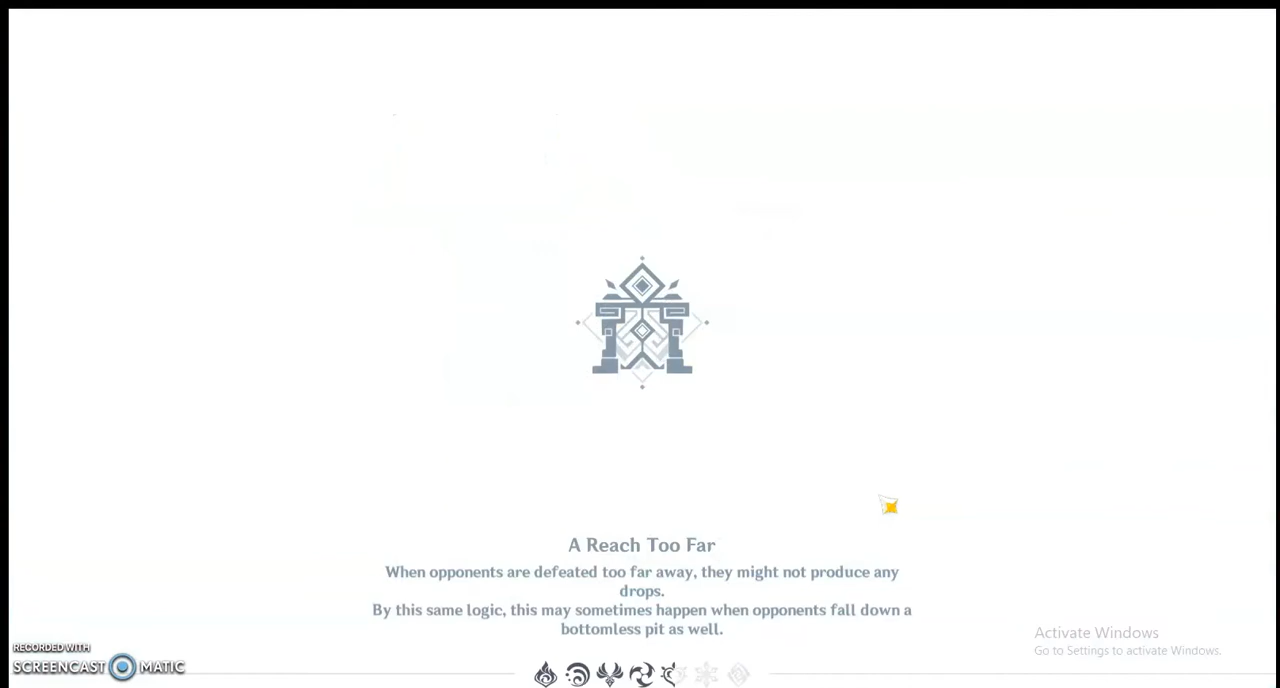 A Reach Too Far
When opponents are defeated too far away, they might not produce any
drops.
By this same logic, this may sometimes happen when opponents fall down a
bottomless pit as well.
Activate Windows
Go to Settings to activate Windows.
RECORDED WITH
SCREENCAST MATIC